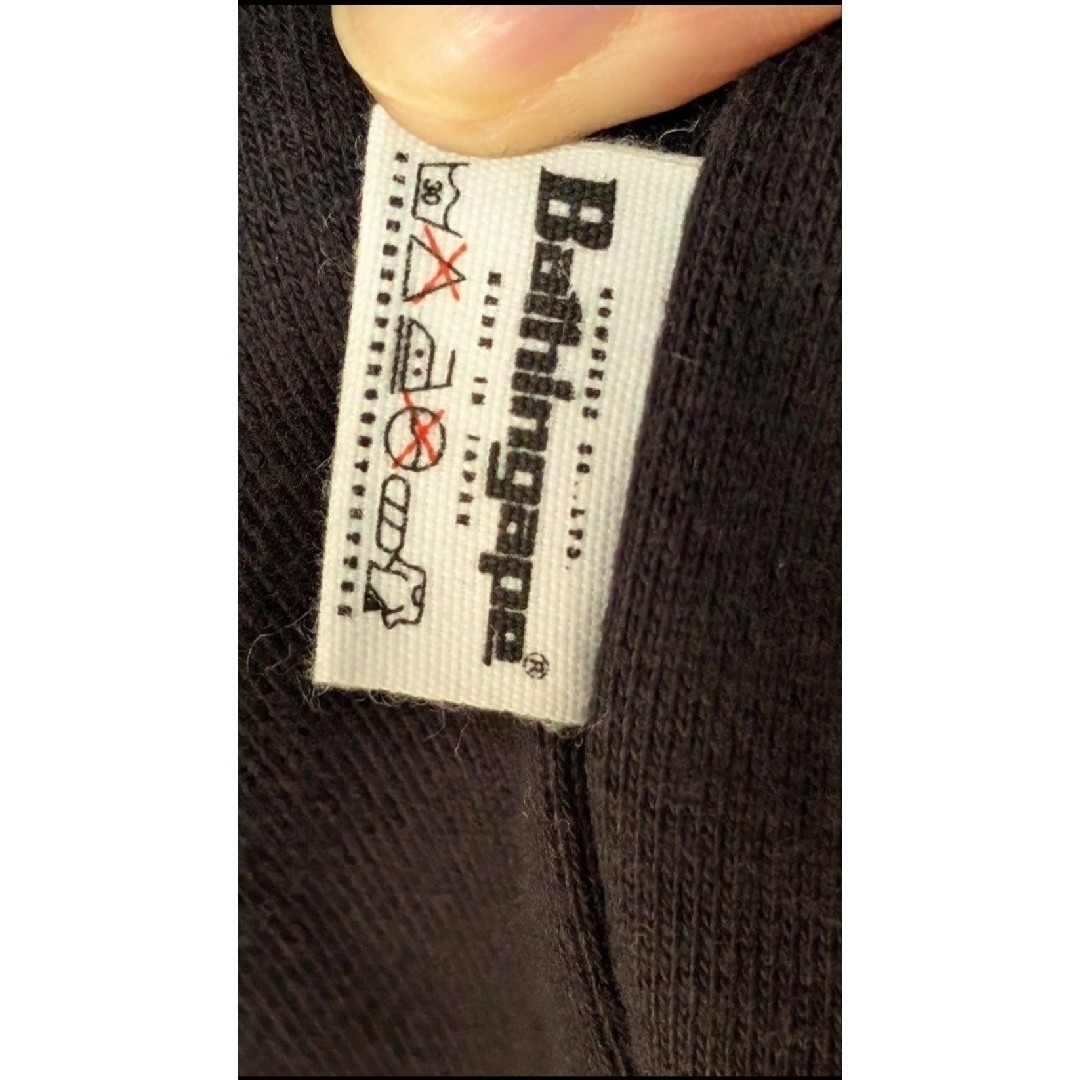 NOWHERE CO.,LTD.
Bathingape®
MADE IN JAPAN
30